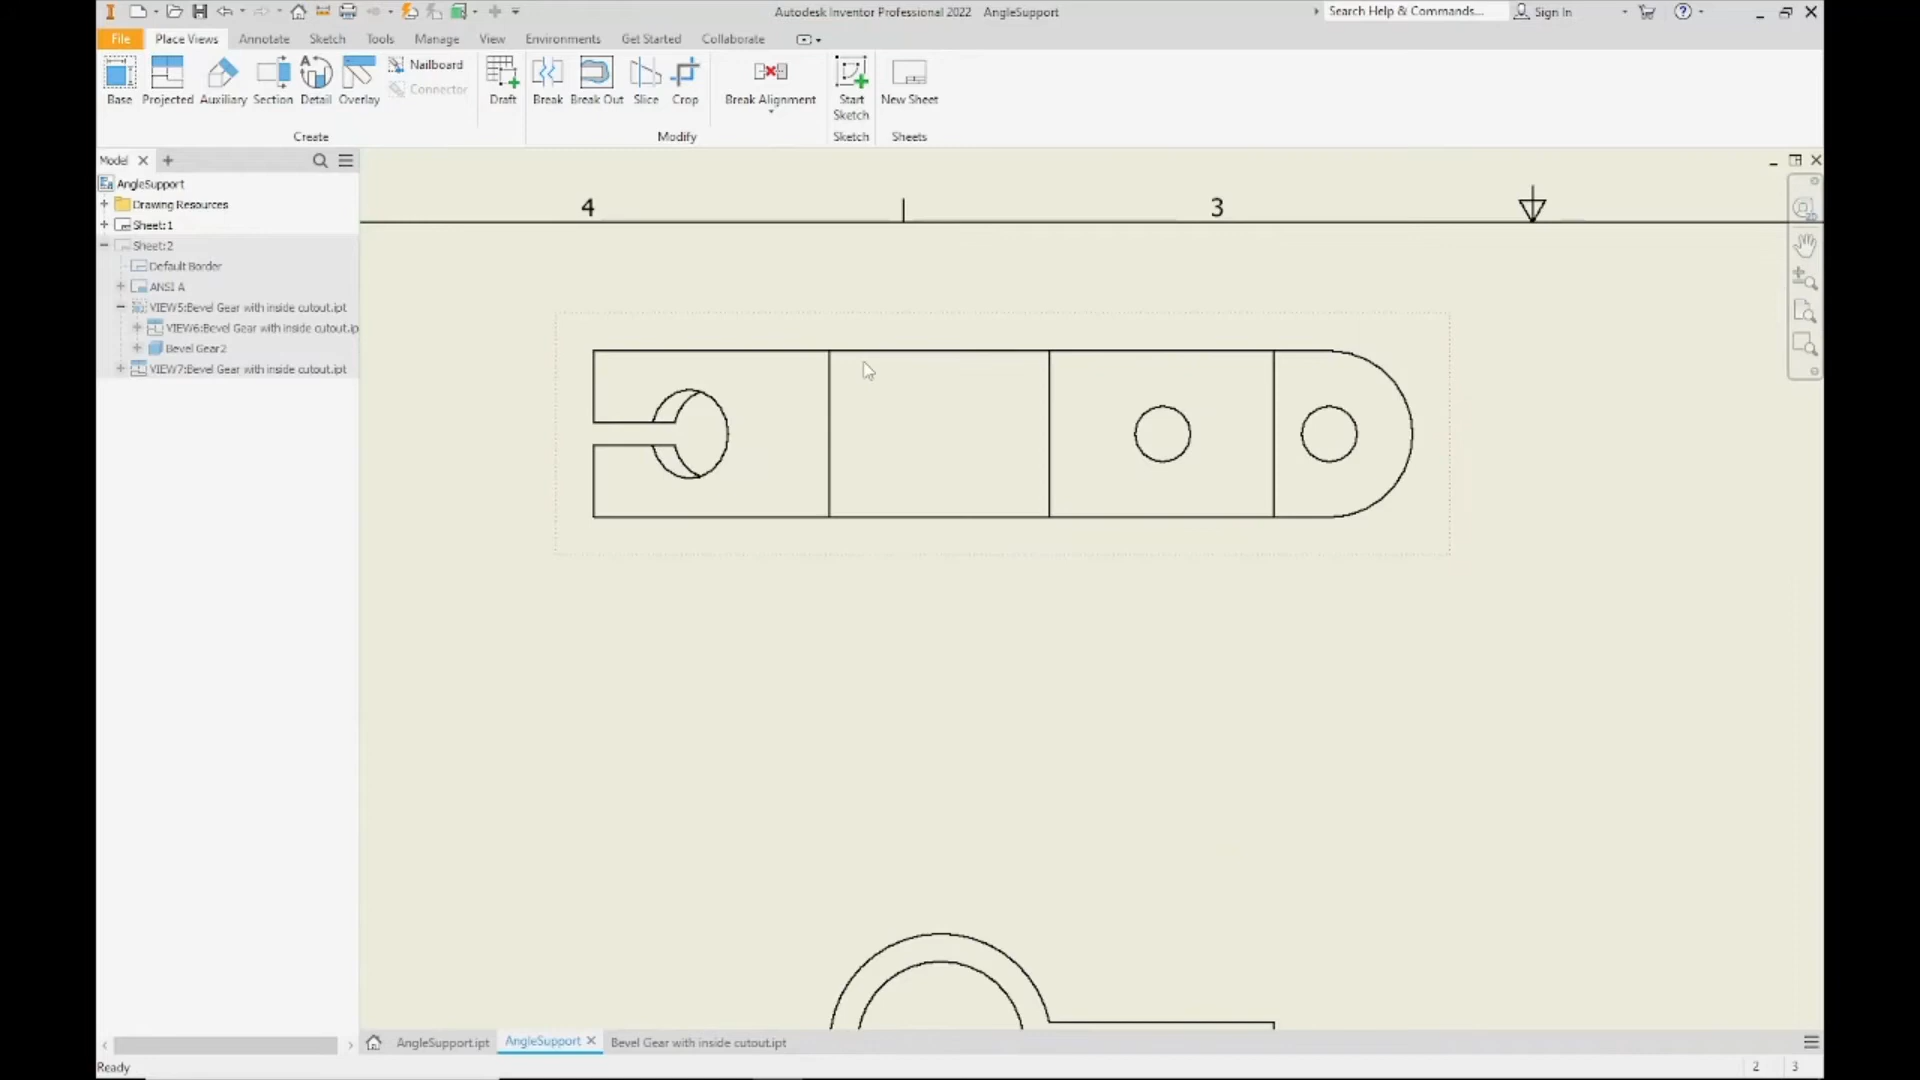 Autodesk Inventor Professional 2022 AngleSupport
Search Help & Commands...
Sign In
File Place Views Annotate Sketch Tools Manage View Environments Get Started Collaborate
Base
Projected
Auxiliary
Section
Detail
Overlay
Nailboard
Connector
Draft
Break
Break Out
Slice
Crop
Break Alignment
Start
Sketch
New Sheet
Create
Modify
Sketch
Sheets
Model
AngleSupport
Drawing Resources
Sheet:1
Sheet:2
Default Border
ANSI A
VIEW5:Bevel Gear with inside cutout.ipt
VIEW6:Bevel Gear with inside cutout.ip
Bevel Gear2
VIEW7:Bevel Gear with inside cutout.ipt
4 3
AngleSupport.ipt AngleSupport Bevel Gear with inside cutout.ipt
Ready
2 3